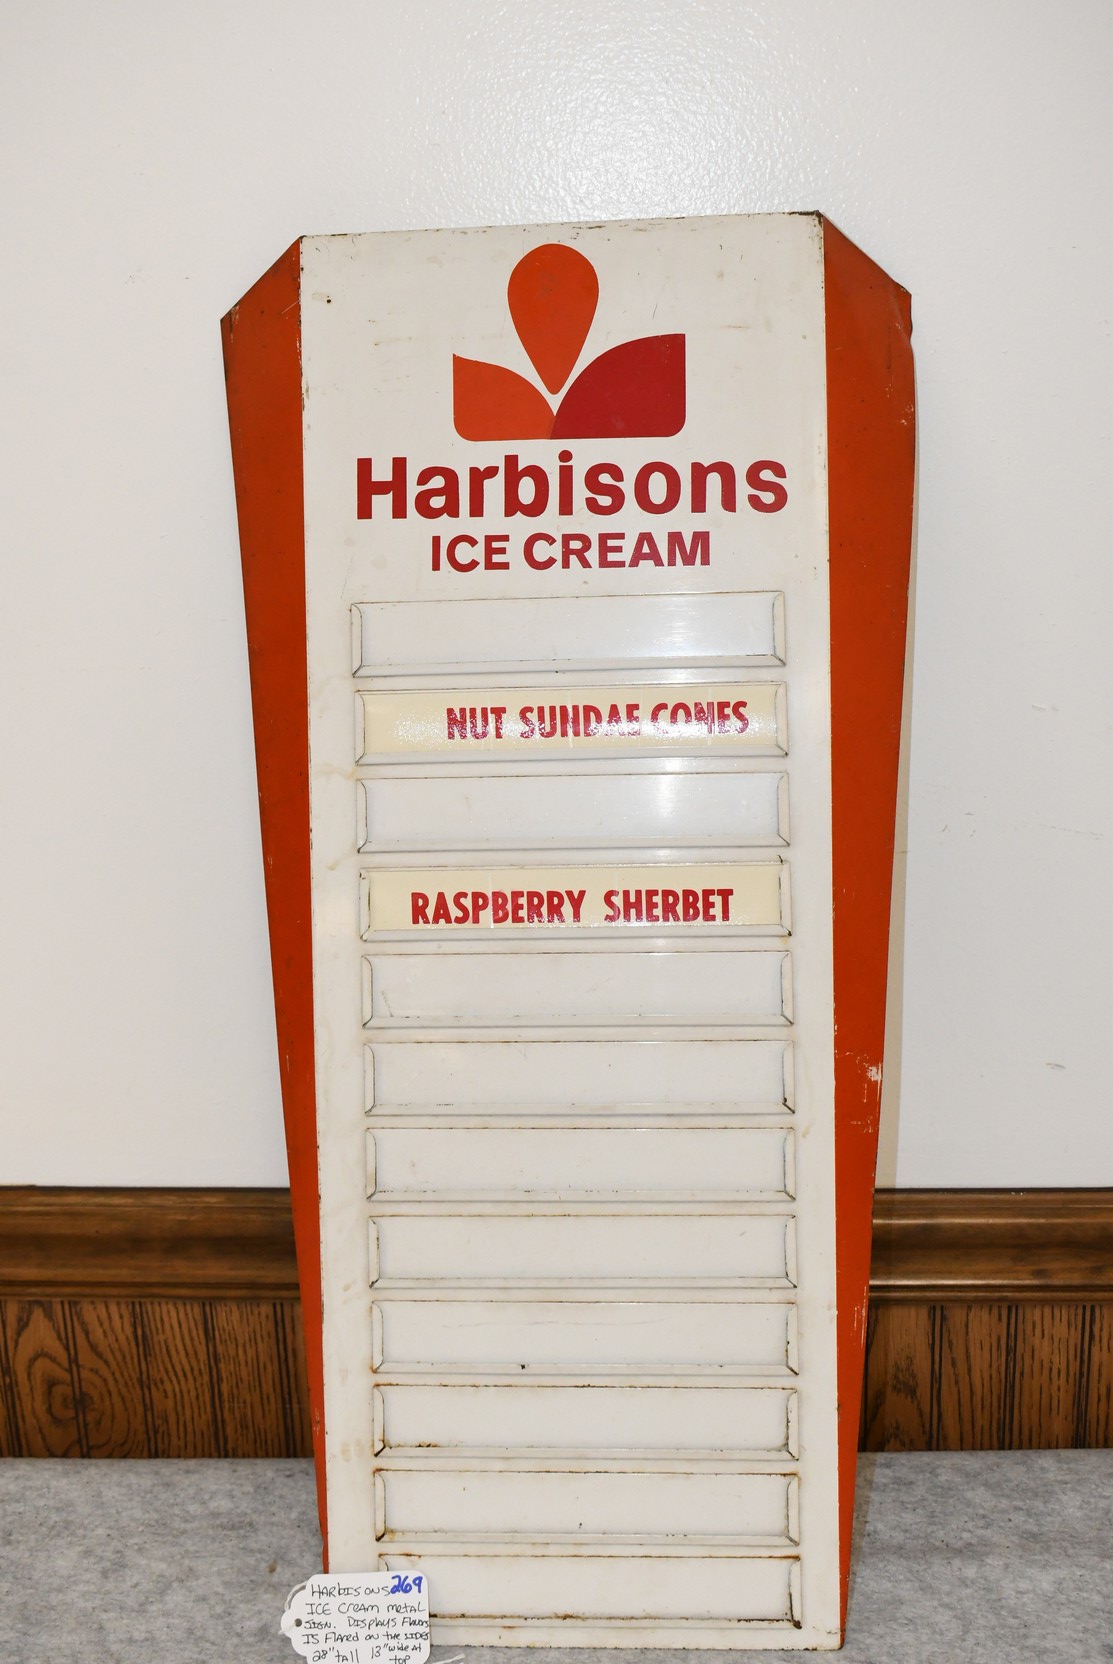 Harbisons
ICE CREAM
NUT SUNDAE CONES
RASPBERRY SHERBET
HARBISONS 269
ICE CREAM METAL
SIGN. DISPLAYS FLAVORS
IS FLARED ON THE SIDES
28" TALL 13" WIDE AT
TOP